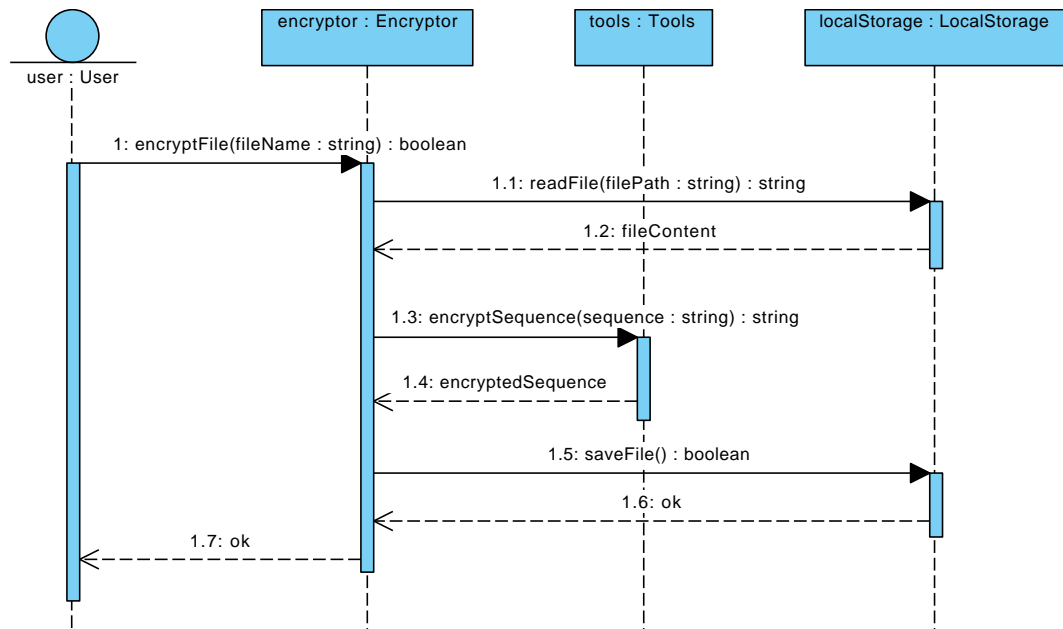 encryptor : Encryptor
tools : Tools
localStorage : LocalStorage
user : User
1: encryptFile(fileName : string) : boolean
1.1: readFile(filePath : string) : string
1.2: fileContent
1.3: encryptSequence(sequence : string) : string
1.4: encryptedSequence
1.5: saveFile() : boolean
1.6: ok
1.7: ok